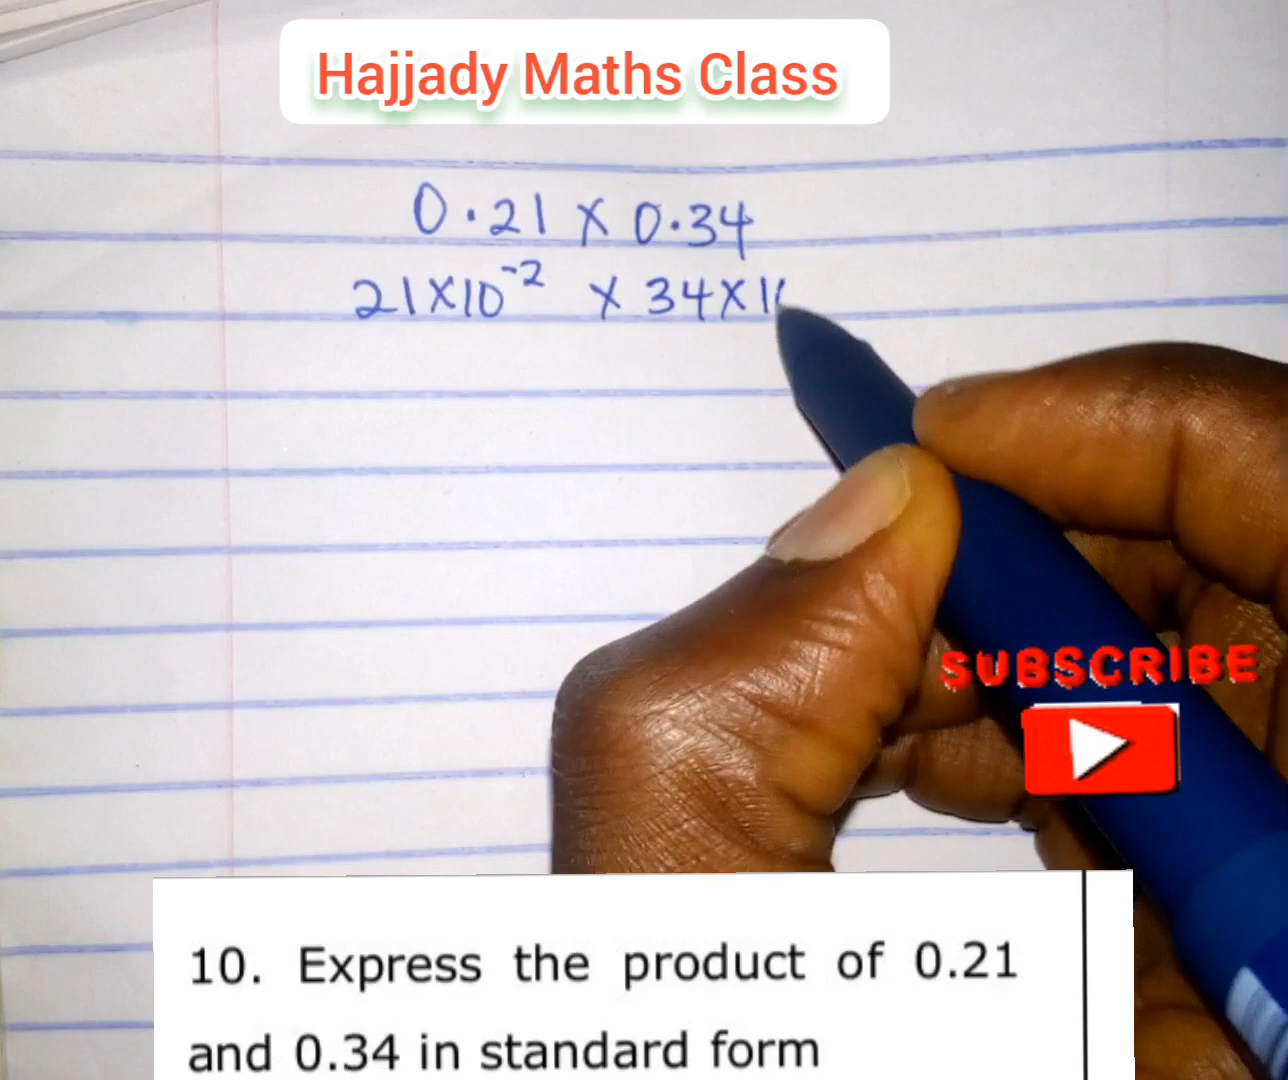 Hajjady Maths Class
0.21 × 0.34
21×10⁻² × 34×1
SUBSCRIBE
10. Express the product of 0.21
and 0.34 in standard form